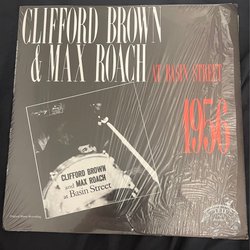 CLIFFORD BROWN
& MAX ROACH
AT BASIN STREET
1956
CLIFFORD BROWN
and MAX ROACH
at Basin Street